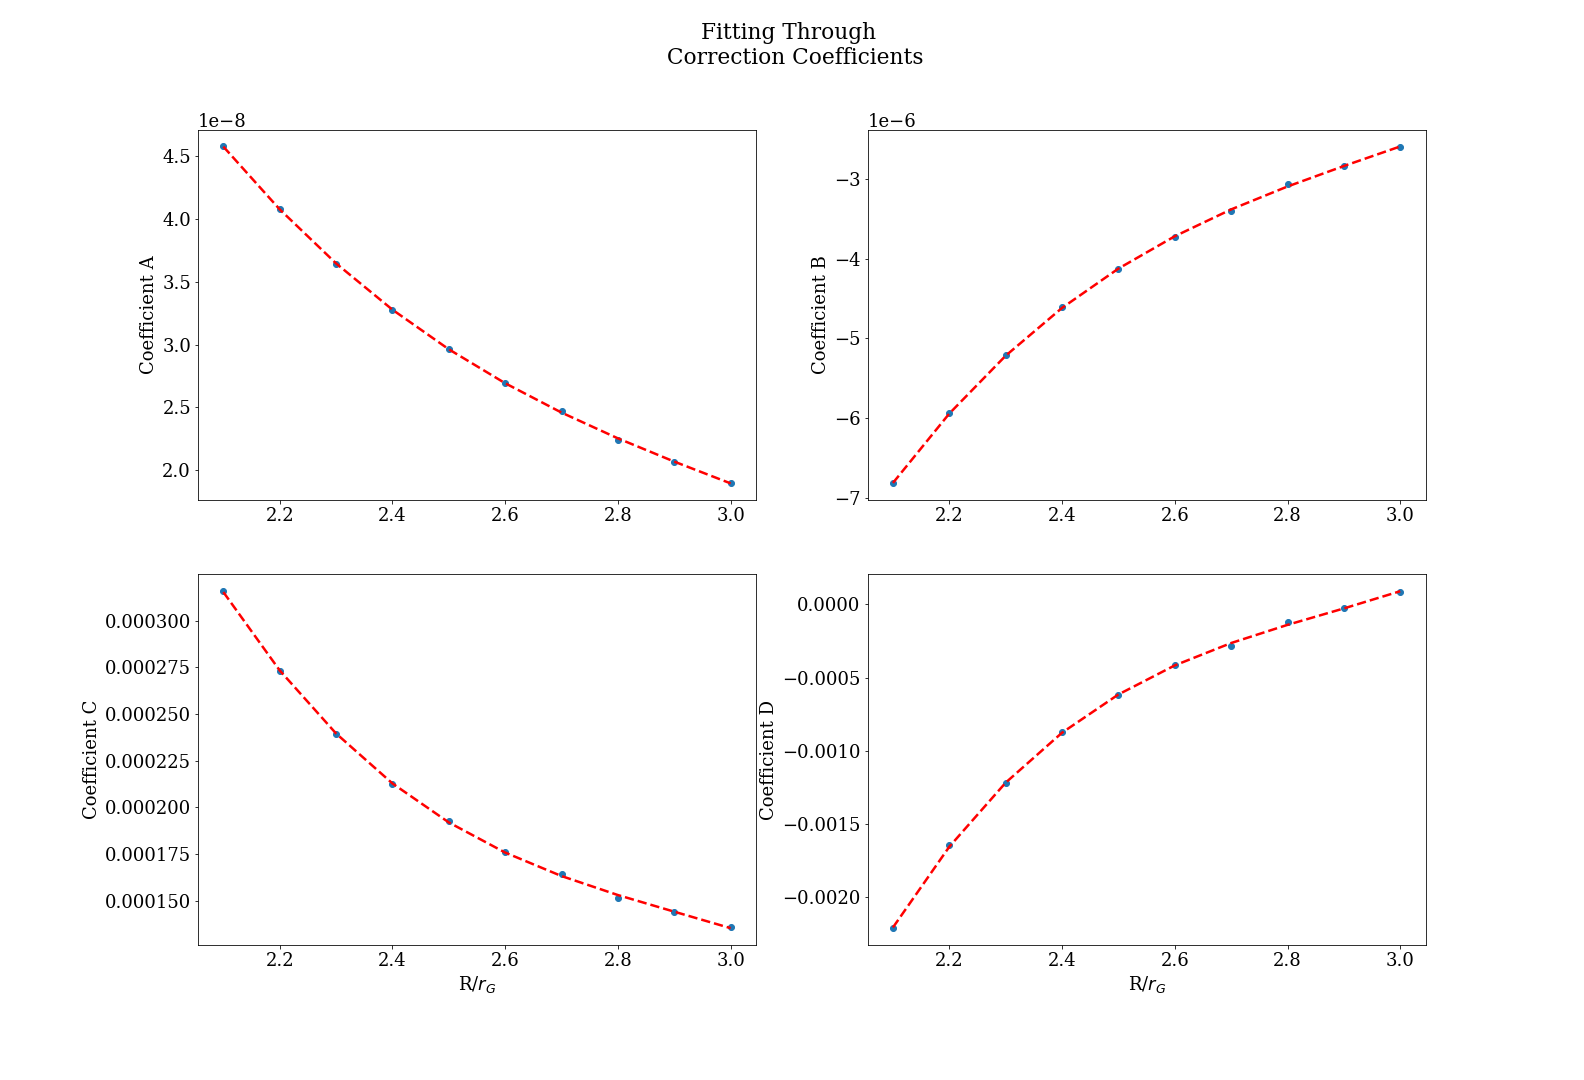 Fitting Through
Correction Coefficients
1e−8
4.5
4.0
3.5
3.0
2.5
2.0
Coefficient A
2.2 2.4 2.6 2.8 3.0
1e−6
−3
−4
−5
−6
−7
Coefficient B
2.2 2.4 2.6 2.8 3.0
0.000300
0.000275
0.000250
0.000225
0.000200
0.000175
0.000150
Coefficient C
2.2 2.4 2.6 2.8 3.0
R/r_G
0.0000
−0.0005
−0.0010
−0.0015
−0.0020
Coefficient D
2.2 2.4 2.6 2.8 3.0
R/r_G